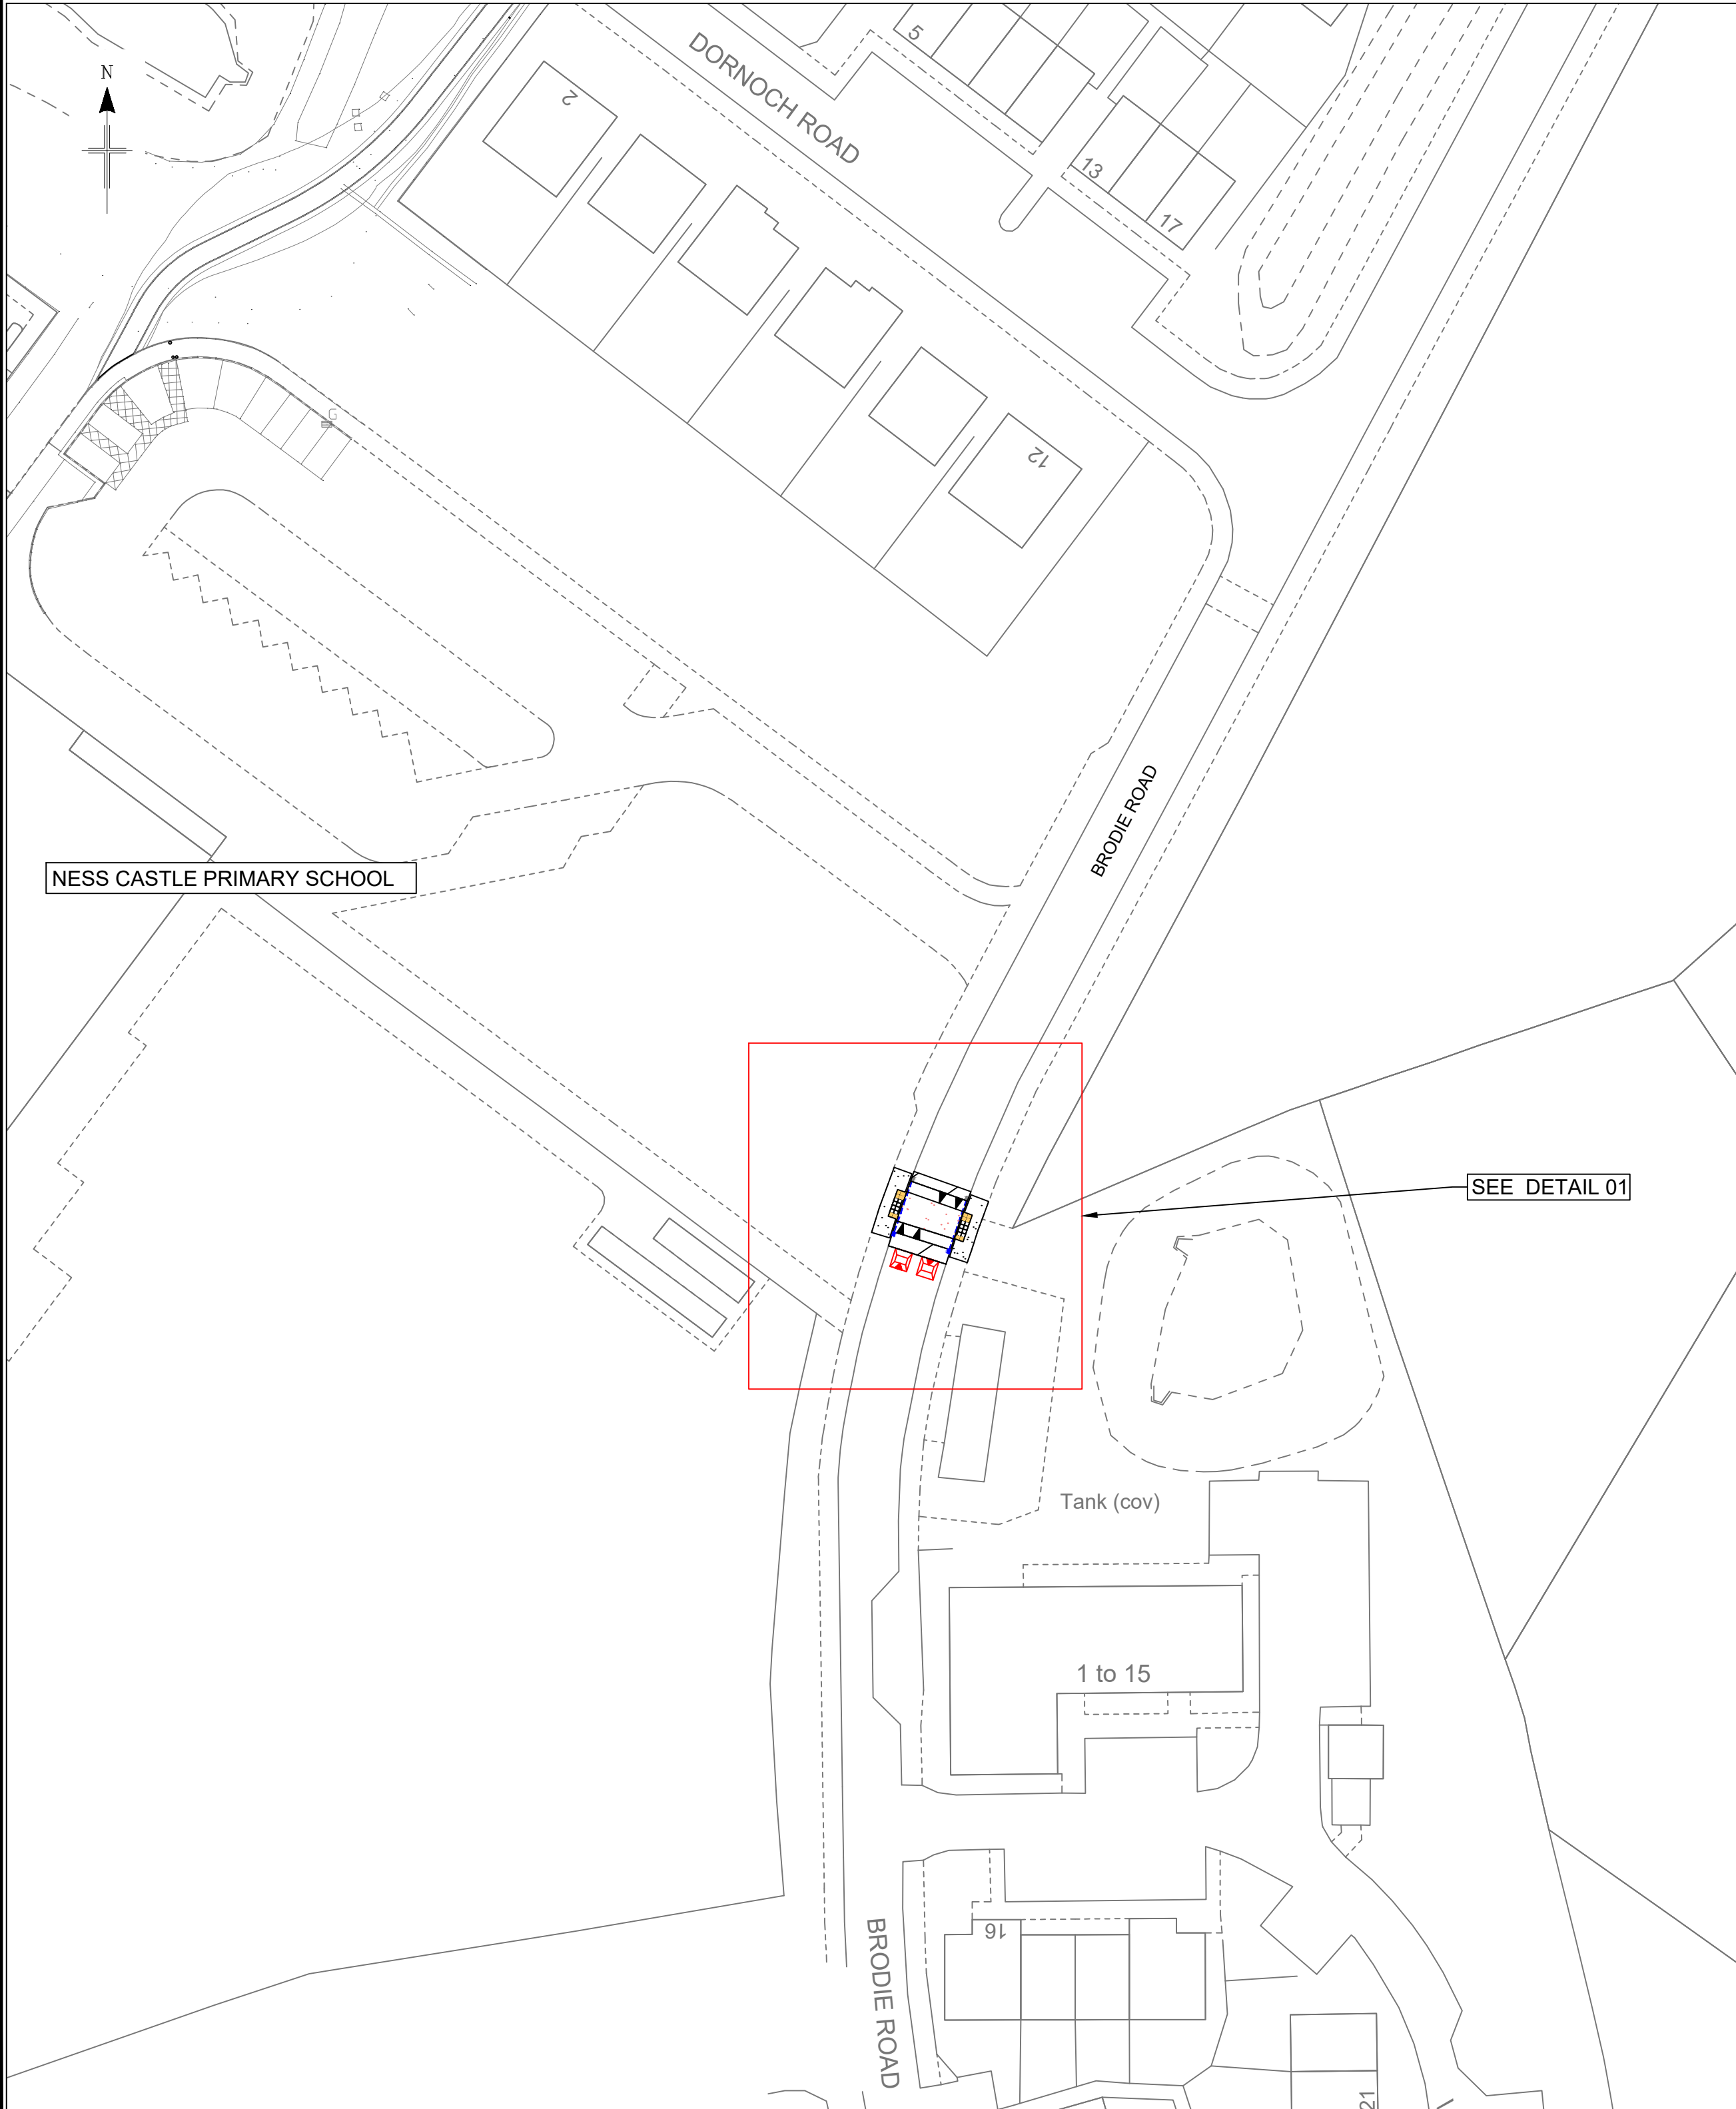 N
5
DORNOCH ROAD
2
13
17
G
12
BRODIE ROAD
NESS CASTLE PRIMARY SCHOOL
SEE DETAIL 01
Tank (cov)
1 to 15
16
BRODIE ROAD
21